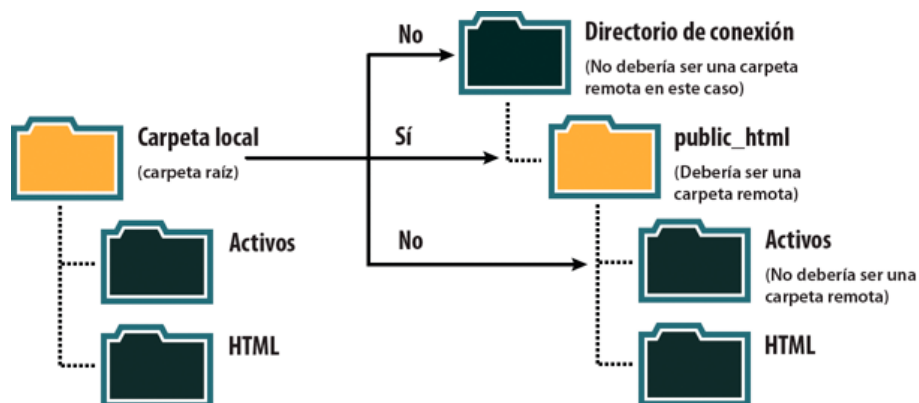 No
Directorio de conexión
(No debería ser una carpeta
remota en este caso)
Carpeta local
(carpeta raíz)
Sí
public_html
(Debería ser una
carpeta remota)
No
Activos
Activos
(No debería ser una
carpeta remota)
HTML
HTML